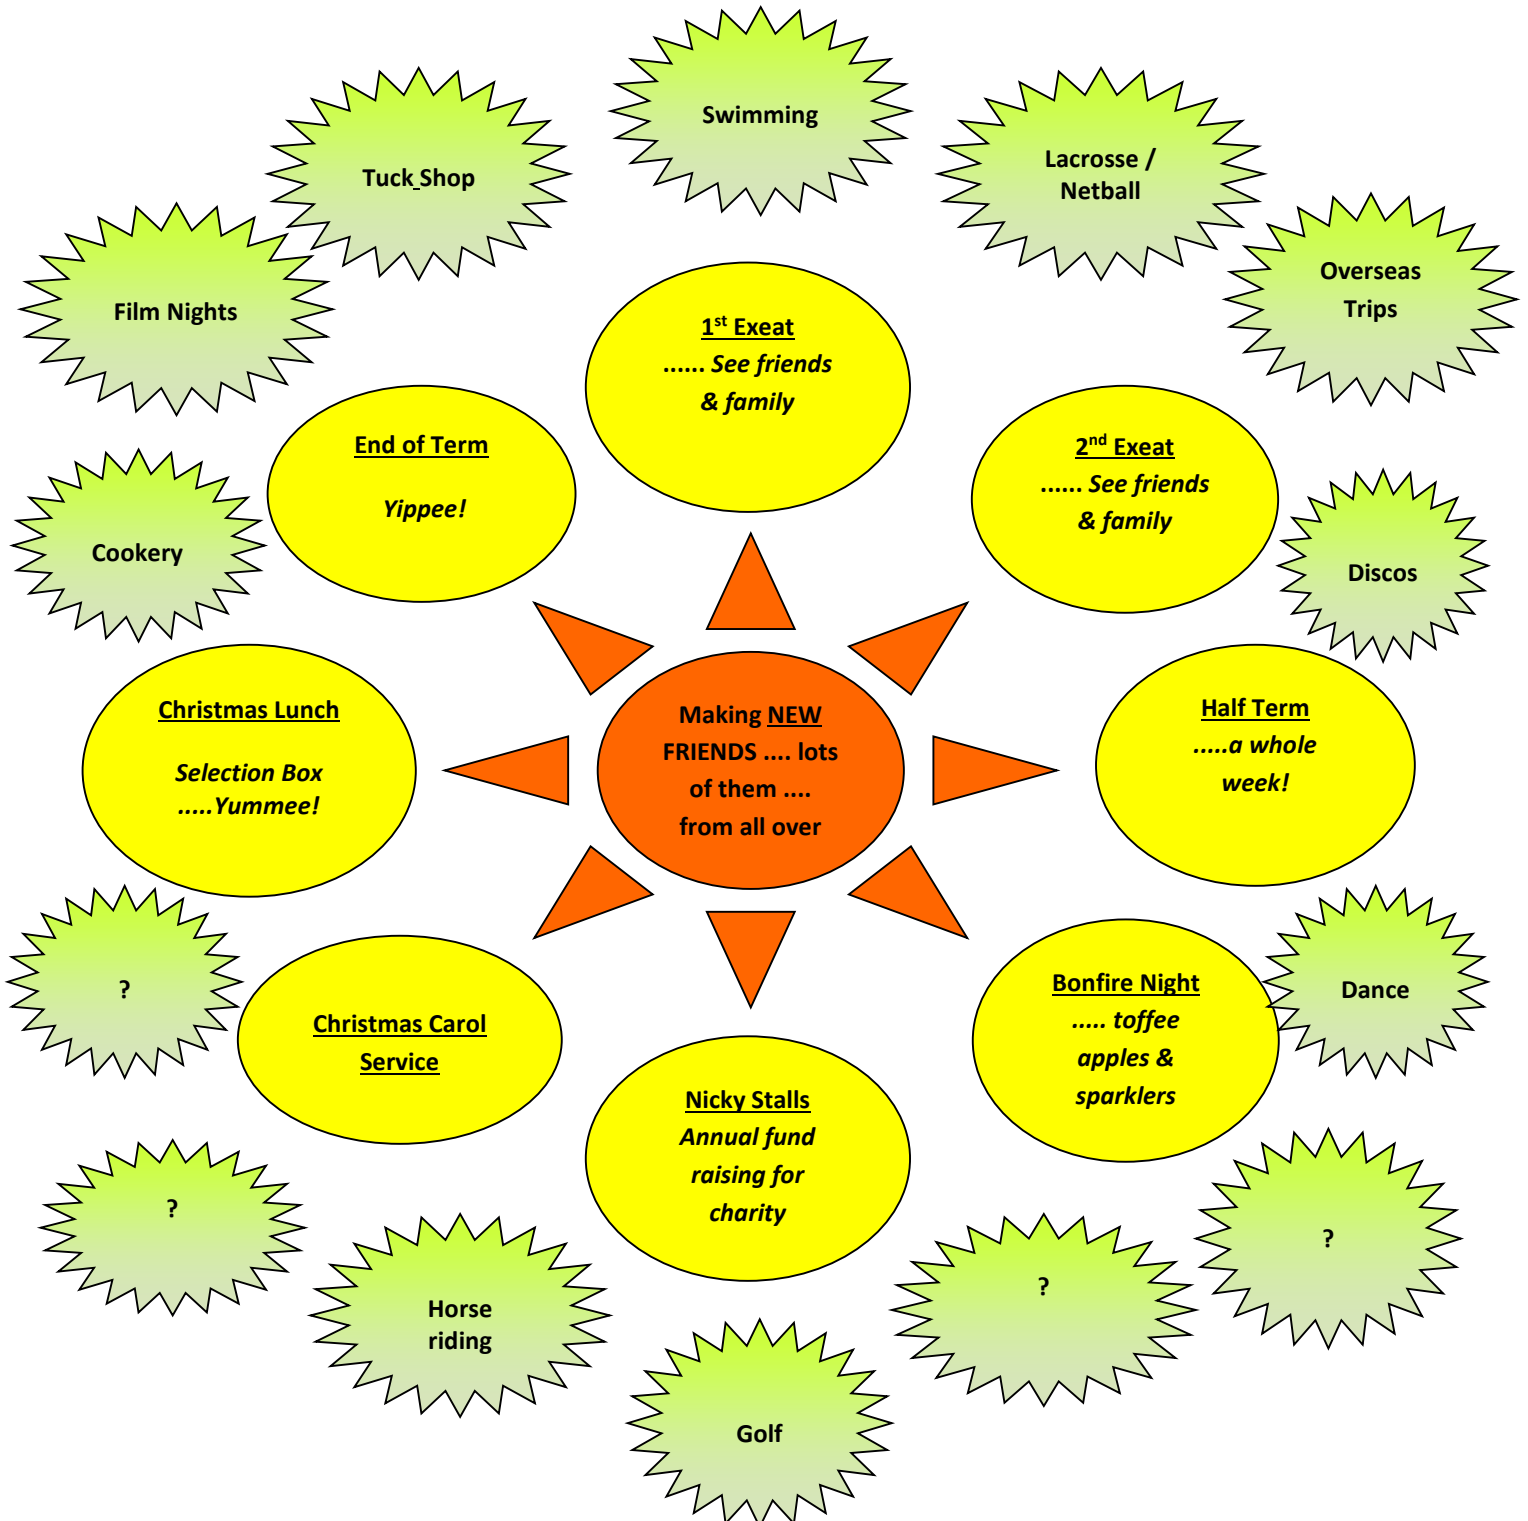 Swimming
Tuck Shop
Lacrosse /
Netball
Overseas
Trips
Film Nights
1st Exeat
...... See friends
& family
End of Term
Yippee!
2nd Exeat
...... See friends
& family
Cookery
Discos
Christmas Lunch
Selection Box
.....Yummee!
Making NEW
FRIENDS .... lots
of them ....
from all over
Half Term
.....a whole
week!
?
Christmas Carol
Service
Bonfire Night
..... toffee
apples &
sparklers
Dance
Nicky Stalls
Annual fund
raising for
charity
?
Horse
riding
Golf
?
?